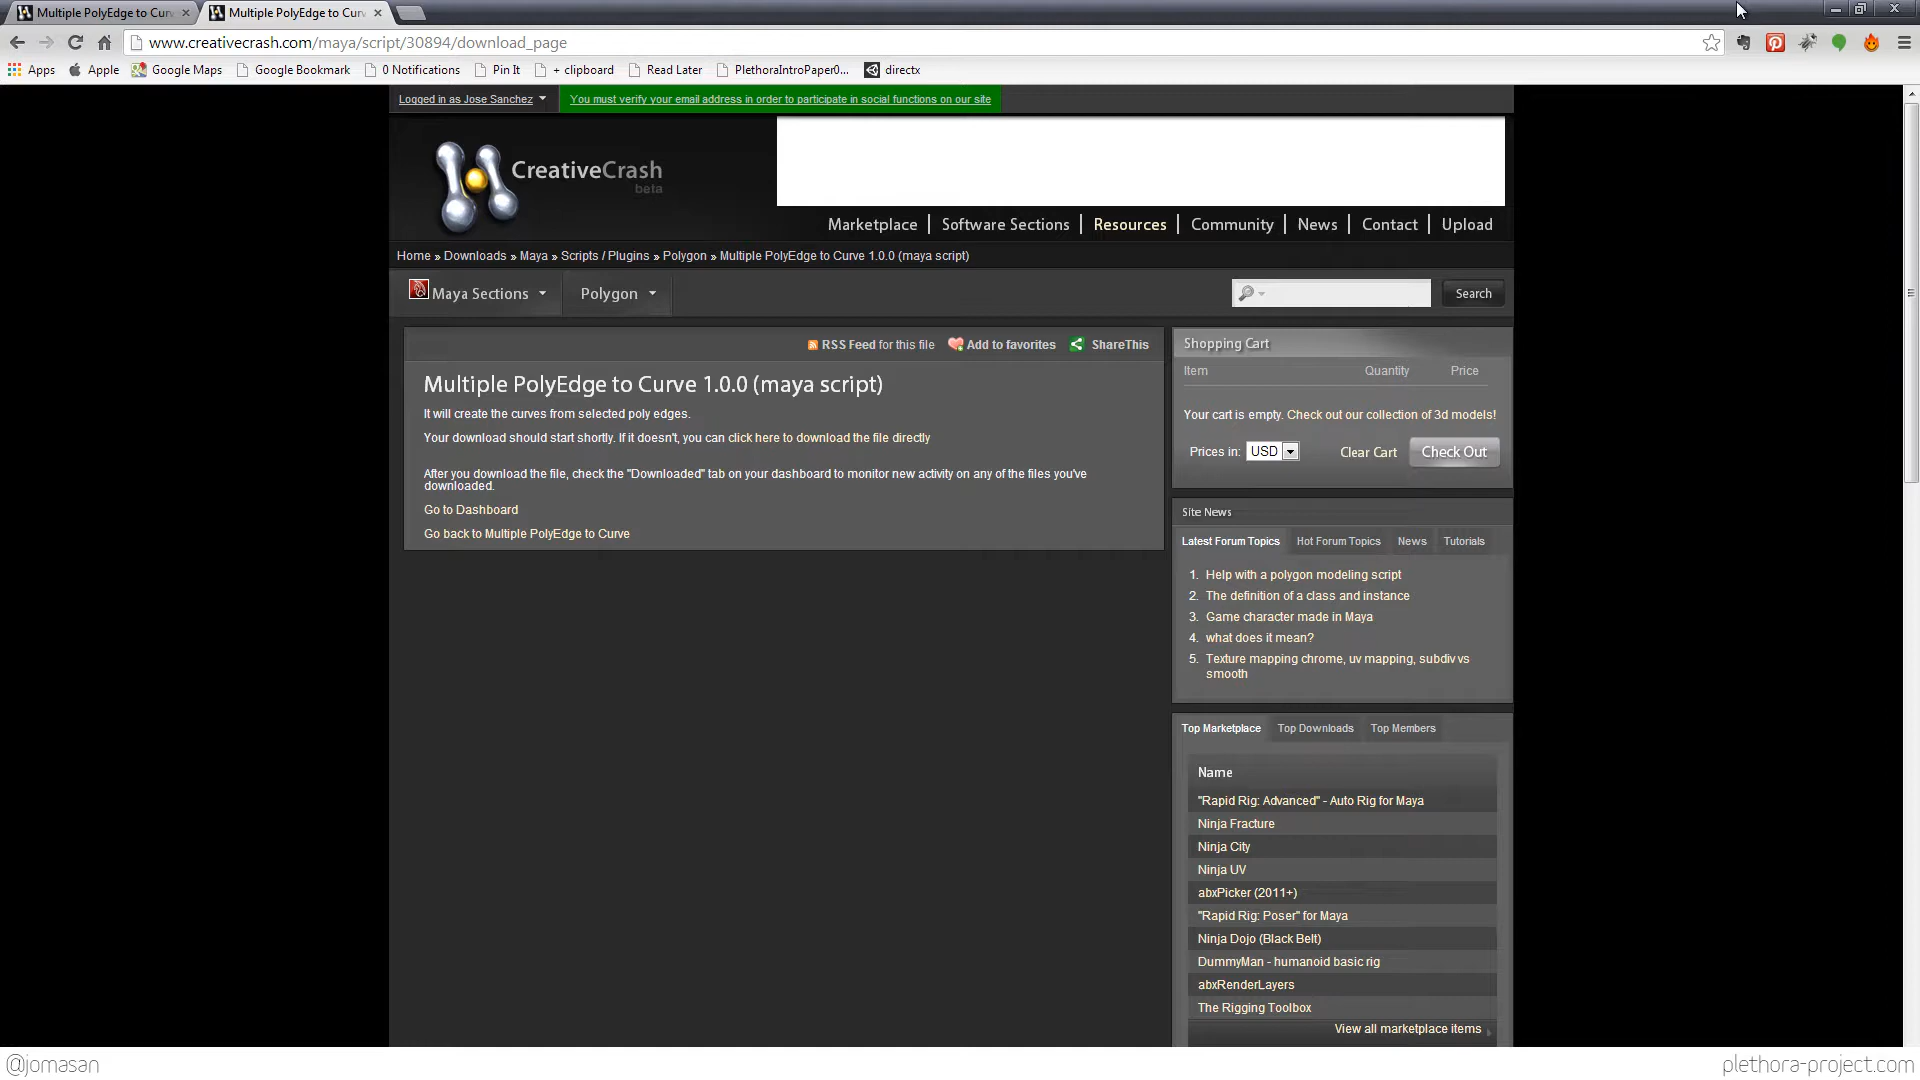 Multiple PolyEdge to Curv
Multiple PolyEdge to Curv
www.creativecrash.com/maya/script/30894/download_page
Apps
Apple
Google Maps
Google Bookmark
0 Notifications
Pin It
+ clipboard
Read Later
PlethoraIntroPaper0...
directx
Logged in as Jose Sanchez
You must verify your email address in order to participate in social functions on our site
CreativeCrash
beta
Marketplace
Software Sections
Resources
Community
News
Contact
Upload
Home » Downloads » Maya » Scripts / Plugins » Polygon » Multiple PolyEdge to Curve 1.0.0 (maya script)
Maya Sections
Polygon
Search
RSS Feed for this file
Add to favorites
ShareThis
Multiple PolyEdge to Curve 1.0.0 (maya script)
It will create the curves from selected poly edges.
Your download should start shortly. If it doesn't, you can click here to download the file directly
After you download the file, check the "Downloaded" tab on your dashboard to monitor new activity on any of the files you've
downloaded.
Go to Dashboard
Go back to Multiple PolyEdge to Curve
Shopping Cart
Item
Quantity
Price
Your cart is empty. Check out our collection of 3d models!
Prices in:
USD
Clear Cart
Check Out
Site News
Latest Forum Topics
Hot Forum Topics
News
Tutorials
1. Help with a polygon modeling script
2. The definition of a class and instance
3. Game character made in Maya
4. what does it mean?
5. Texture mapping chrome, uv mapping, subdiv vs
smooth
Top Marketplace
Top Downloads
Top Members
Name
"Rapid Rig: Advanced" - Auto Rig for Maya
Ninja Fracture
Ninja City
Ninja UV
abxPicker (2011+)
"Rapid Rig: Poser" for Maya
Ninja Dojo (Black Belt)
DummyMan - humanoid basic rig
abxRenderLayers
The Rigging Toolbox
View all marketplace items
@jomasan
plethora-project.com